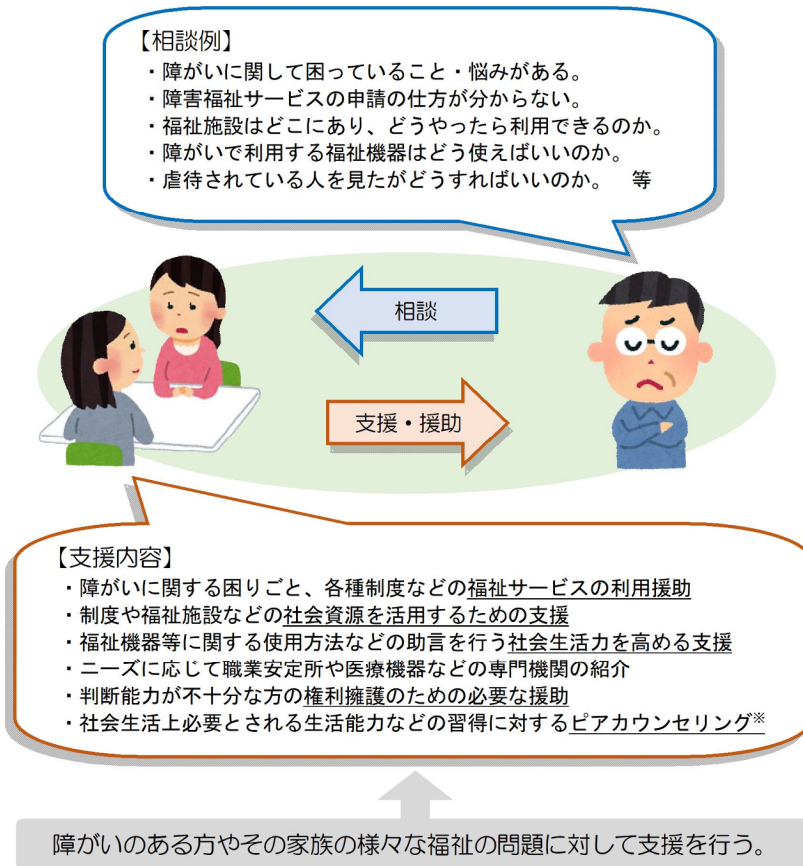 【相談例】
・障がいに関して困っていること・悩みがある。
・障害福祉サービスの申請の仕方が分からない。
・福祉施設はどこにあり、どうやったら利用できるのか。
・障がいで利用する福祉機器はどう使えばいいのか。
・虐待されている人を見たがどうすればいいのか。　等
相談
支援・援助
【支援内容】
・障がいに関する困りごと、各種制度などの福祉サービスの利用援助
・制度や福祉施設などの社会資源を活用するための支援
・福祉機器等に関する使用方法などの助言を行う社会生活力を高める支援
・ニーズに応じて職業安定所や医療機器などの専門機関の紹介
・判断能力が不十分な方の権利擁護のための必要な援助
・社会生活上必要とされる生活能力などの習得に対するピアカウンセリング※
障がいのある方やその家族の様々な福祉の問題に対して支援を行う。